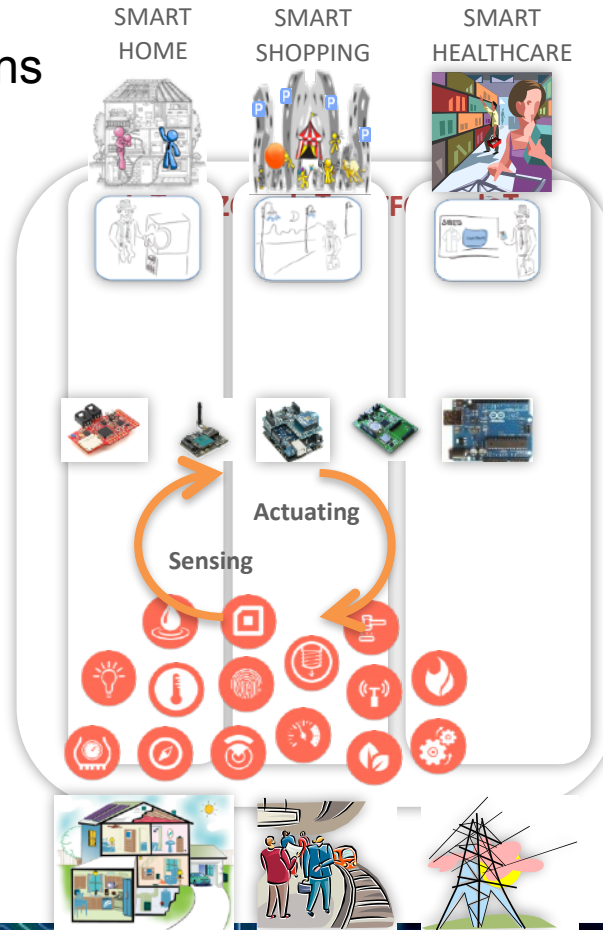 SMART
HOME
SMART
SHOPPING
SMART
HEALTHCARE
ns
P
P
P
P
Actuating
Sensing